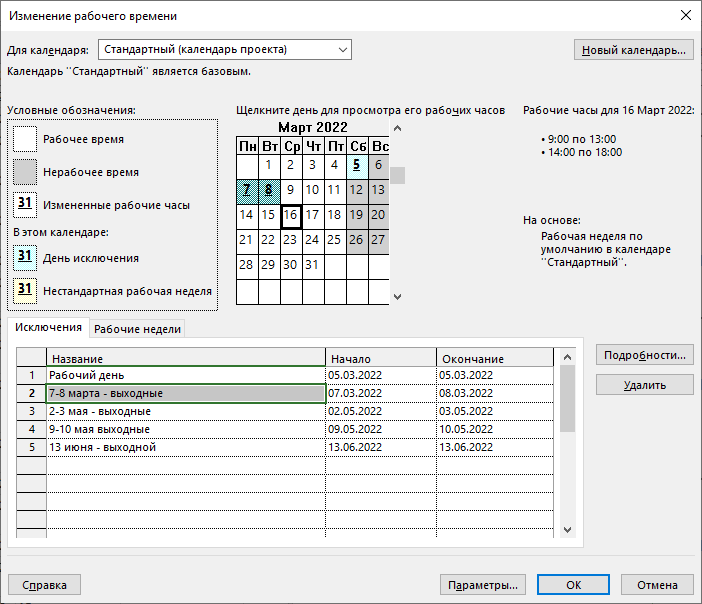 Изменение рабочего времени
Для календаря: Стандартный (календарь проекта) Новый календарь...
Календарь "Стандартный" является базовым.
Условные обозначения:
Рабочее время
Нерабочее время
31 Измененные рабочие часы
В этом календаре:
31 День исключения
31 Нестандартная рабочая неделя
Щелкните день для просмотра его рабочих часов
Март 2022
Пн Вт Ср Чт Пт Сб Вс
1 2 3 4 5 6
7 8 9 10 11 12 13
14 15 16 17 18 19 20
21 22 23 24 25 26 27
28 29 30 31
Рабочие часы для 16 Март 2022:
• 9:00 to 13:00
• 14:00 to 18:00
На основе:
Рабочая неделя по
умолчанию в календаре
"Стандартный".
Исключения Рабочие недели
Название Начало Окончание
1 Рабочий день 05.03.2022 05.03.2022
2 7-8 марта - выходные 07.03.2022 08.03.2022
3 2-3 мая - выходные 02.05.2022 03.05.2022
4 9-10 мая выходные 09.05.2022 10.05.2022
5 13 июня - выходной 13.06.2022 13.06.2022
Подробности...
Удалить
Справка Параметры... ОК Отмена